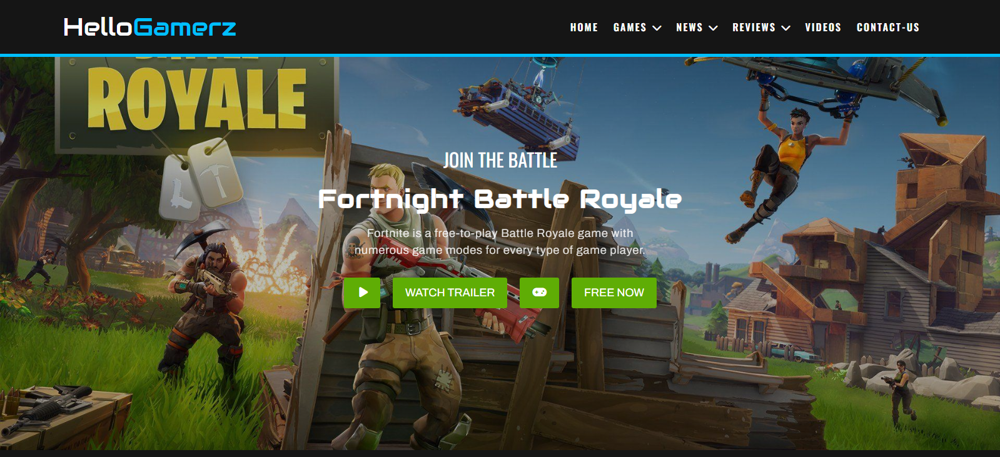 HelloGamerz
HOME GAMES NEWS REVIEWS VIDEOS CONTACT-US
BATTLE
ROYALE
L T
JOIN THE BATTLE
Fortnight Battle Royale
Fortnite is a free-to-play Battle Royale game with
numerous game modes for every type of game player.
WATCH TRAILER FREE NOW